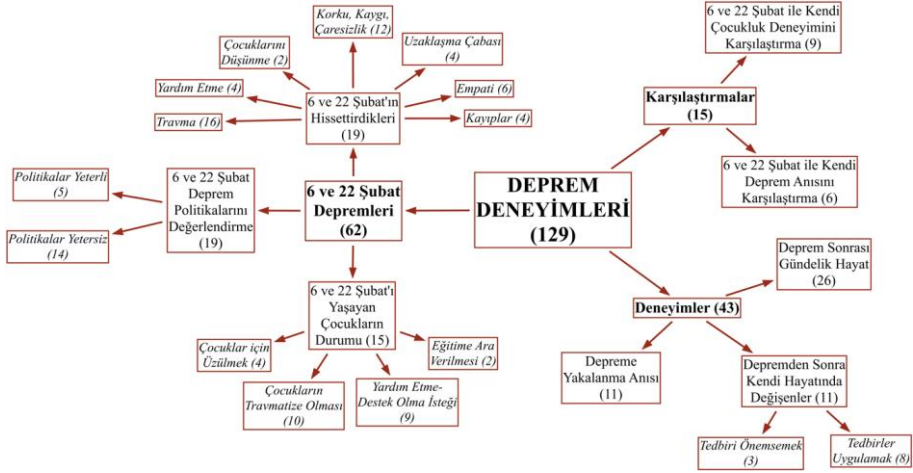 Korku, Kaygı,
Çaresizlik (12)
Çocuklarını
Düşünme (2)
Uzaklaşma Çabası
(4)
Yardım Etme (4)
Empati (6)
Travma (16)
Kayıplar (4)
6 ve 22 Şubat'ın
Hissettirdikleri
(19)
6 ve 22 Şubat ile Kendi
Çocukluk Deneyimini
Karşılaştırma (9)
Karşılaştırmalar
(15)
6 ve 22 Şubat ile Kendi
Deprem Anısını
Karşılaştırma (6)
Politikalar Yeterli
(5)
Politikalar Yetersiz
(14)
6 ve 22 Şubat
Deprem
Politikalarını
Değerlendirme
(19)
6 ve 22 Şubat
Depremleri
(62)
DEPREM
DENEYİMLERİ
(129)
Deprem Sonrası
Gündelik Hayat
(26)
Deneyimler (43)
6 ve 22 Şubat'ı
Yaşayan
Çocukların
Durumu (15)
Çocuklar için
Üzülmek (4)
Eğitime Ara
Verilmesi (2)
Çocukların
Travmatize Olması
(10)
Yardım Etme-
Destek Olma İsteği
(9)
Depreme
Yakalanma Anısı
(11)
Depremden Sonra
Kendi Hayatında
Değişenler (11)
Tedbiri Önemsemek
(3)
Tedbirler
Uygulamak (8)